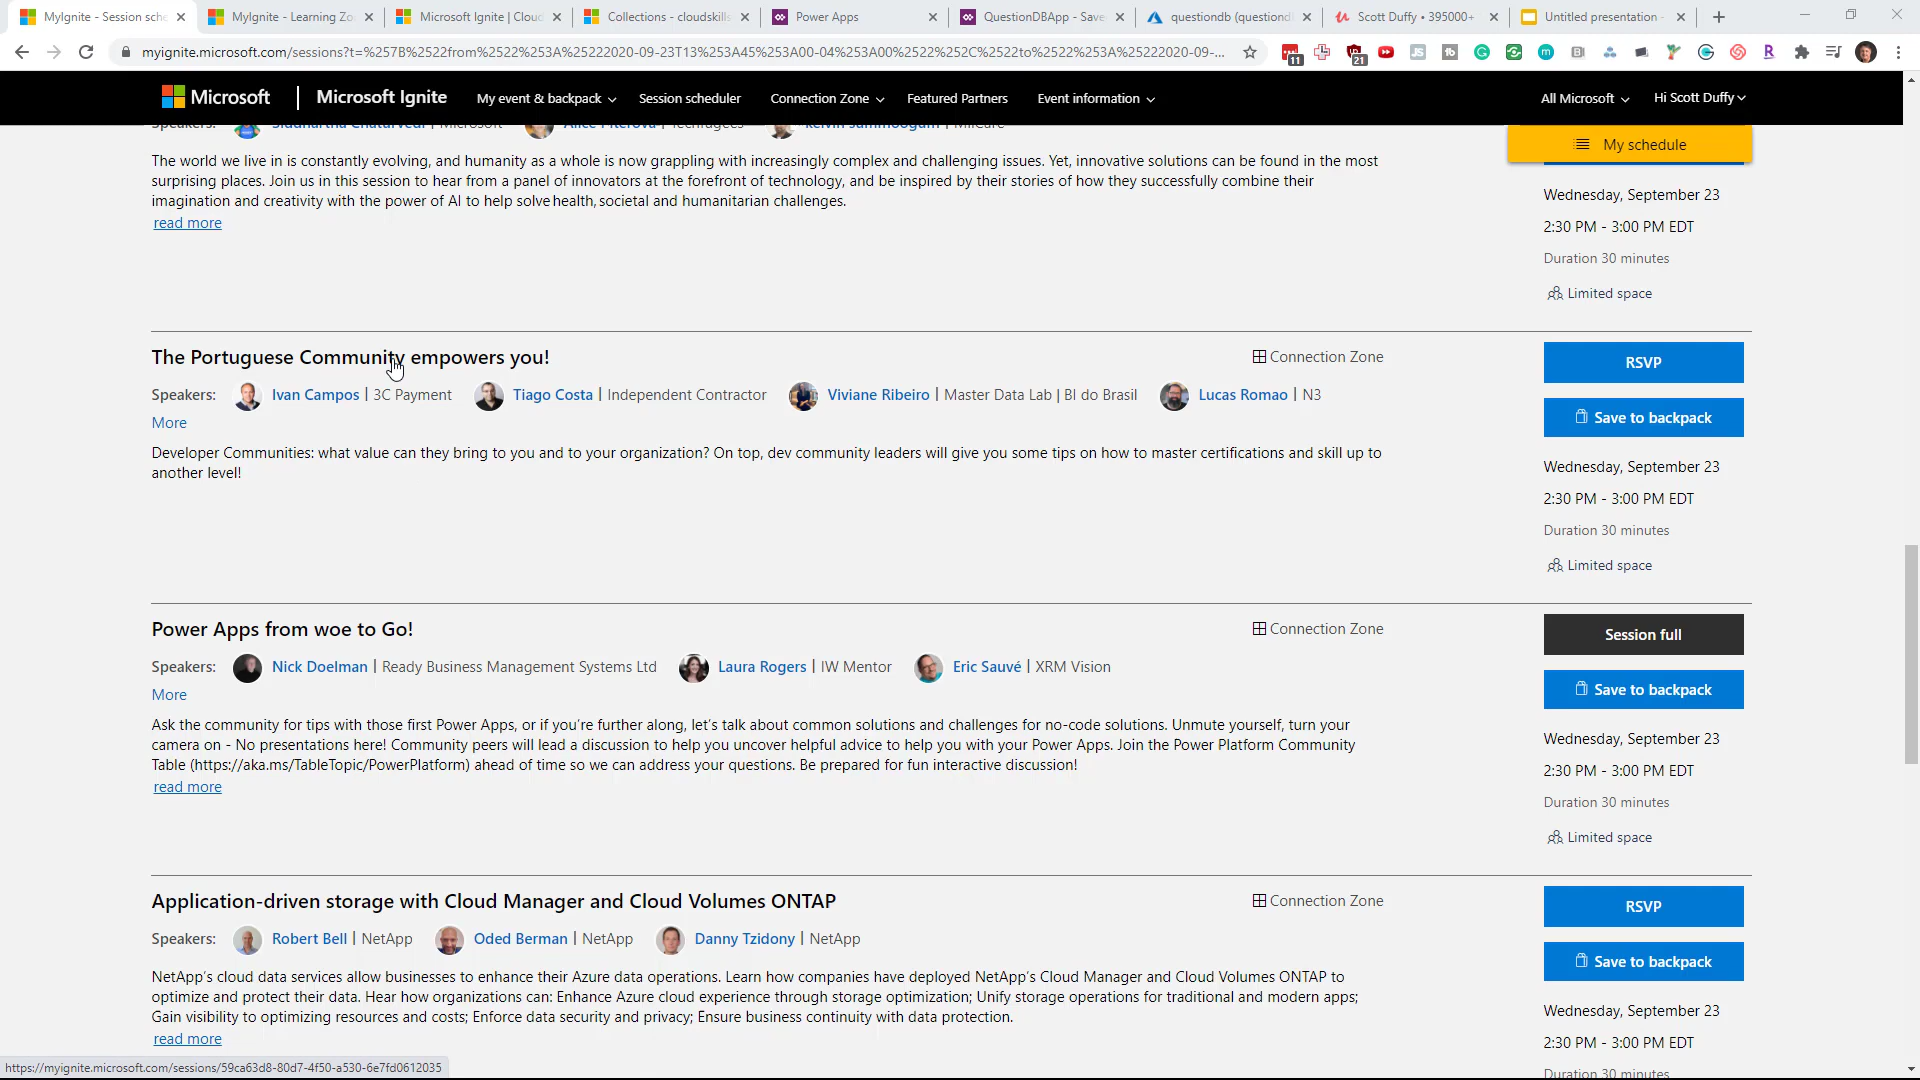 MyIgnite - Session sche
MyIgnite - Learning Zo
Microsoft Ignite | Cloud
Collections - cloudskills
Power Apps
QuestionDBApp - Save
questiondb (questiond
Scott Duffy • 395000+
Untitled presentation -
myignite.microsoft.com/sessions?t=%257B%2522from%2522%253A%25222020-09-23T13%253A45%253A00-04%253A00%2522%252C%2522to%2522%253A%25222020-09-...
11
21
Microsoft
Microsoft Ignite
My event & backpack
Session scheduler
Connection Zone
Featured Partners
Event information
All Microsoft
Hi Scott Duffy
My schedule
Speakers: Siddhartha Chaturvedi | Microsoft
The world we live in is constantly evolving, and humanity as a whole is now grappling with increasingly complex and challenging issues. Yet, innovative solutions can be found in the most
surprising places. Join us in this session to hear from a panel of innovators at the forefront of technology, and be inspired by their stories of how they successfully combine their
imagination and creativity with the power of AI to help solve health, societal and humanitarian challenges.
read more
Wednesday, September 23
2:30 PM - 3:00 PM EDT
Duration 30 minutes
Limited space
The Portuguese Community empowers you!
Connection Zone
RSVP
Speakers: Ivan Campos | 3C Payment Tiago Costa | Independent Contractor Viviane Ribeiro | Master Data Lab | BI do Brasil Lucas Romao | N3
More
Save to backpack
Developer Communities: what value can they bring to you and to your organization? On top, dev community leaders will give you some tips on how to master certifications and skill up to
another level!
Wednesday, September 23
2:30 PM - 3:00 PM EDT
Duration 30 minutes
Limited space
Power Apps from woe to Go!
Connection Zone
Session full
Speakers: Nick Doelman | Ready Business Management Systems Ltd Laura Rogers | IW Mentor Eric Sauvé | XRM Vision
More
Save to backpack
Ask the community for tips with those first Power Apps, or if you're further along, let's talk about common solutions and challenges for no-code solutions. Unmute yourself, turn your
camera on - No presentations here! Community peers will lead a discussion to help you uncover helpful advice to help you with your Power Apps. Join the Power Platform Community
Table (https://aka.ms/TableTopic/PowerPlatform) ahead of time so we can address your questions. Be prepared for fun interactive discussion!
read more
Wednesday, September 23
2:30 PM - 3:00 PM EDT
Duration 30 minutes
Limited space
Application-driven storage with Cloud Manager and Cloud Volumes ONTAP
Connection Zone
RSVP
Speakers: Robert Bell | NetApp Oded Berman | NetApp Danny Tzidony | NetApp
Save to backpack
NetApp's cloud data services allow businesses to enhance their Azure data operations. Learn how companies have deployed NetApp's Cloud Manager and Cloud Volumes ONTAP to
optimize and protect their data. Hear how organizations can: Enhance Azure cloud experience through storage optimization; Unify storage operations for traditional and modern apps;
Gain visibility to optimizing resources and costs; Enforce data security and privacy; Ensure business continuity with data protection.
read more
Wednesday, September 23
2:30 PM - 3:00 PM EDT
Duration 30 minutes
https://myignite.microsoft.com/sessions/59ca63d8-80d7-4f50-a530-6e7fd0612035